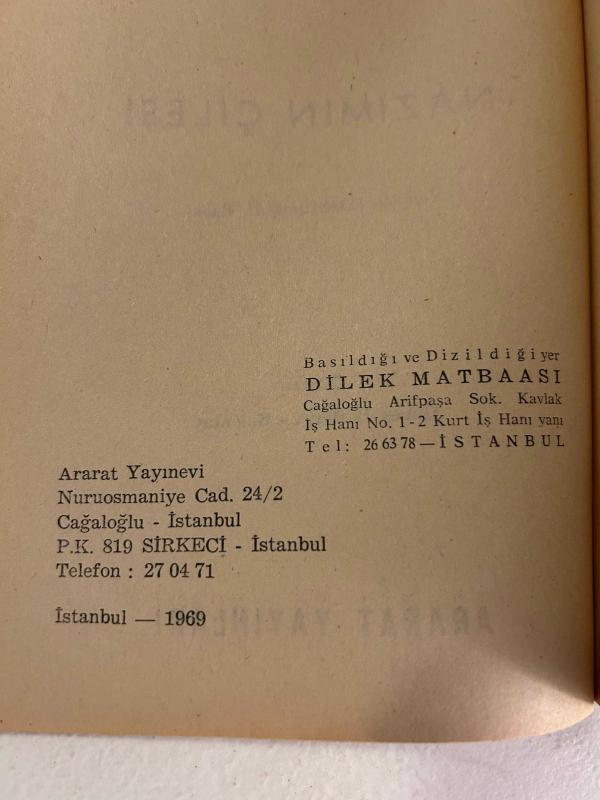 Basıldığı ve Dizildiği yer
DİLEK MATBAASI
Cağaloğlu Arifpaşa Sok. Kavlak
İş Hanı No. 1-2 Kurt İş Hanı yanı
Tel: 26 63 78 — İSTANBUL
Ararat Yayınevi
Nuruosmaniye Cad. 24/2
Cağaloğlu - İstanbul
P.K. 819 SİRKECİ - İstanbul
Telefon : 27 04 71
İstanbul — 1969